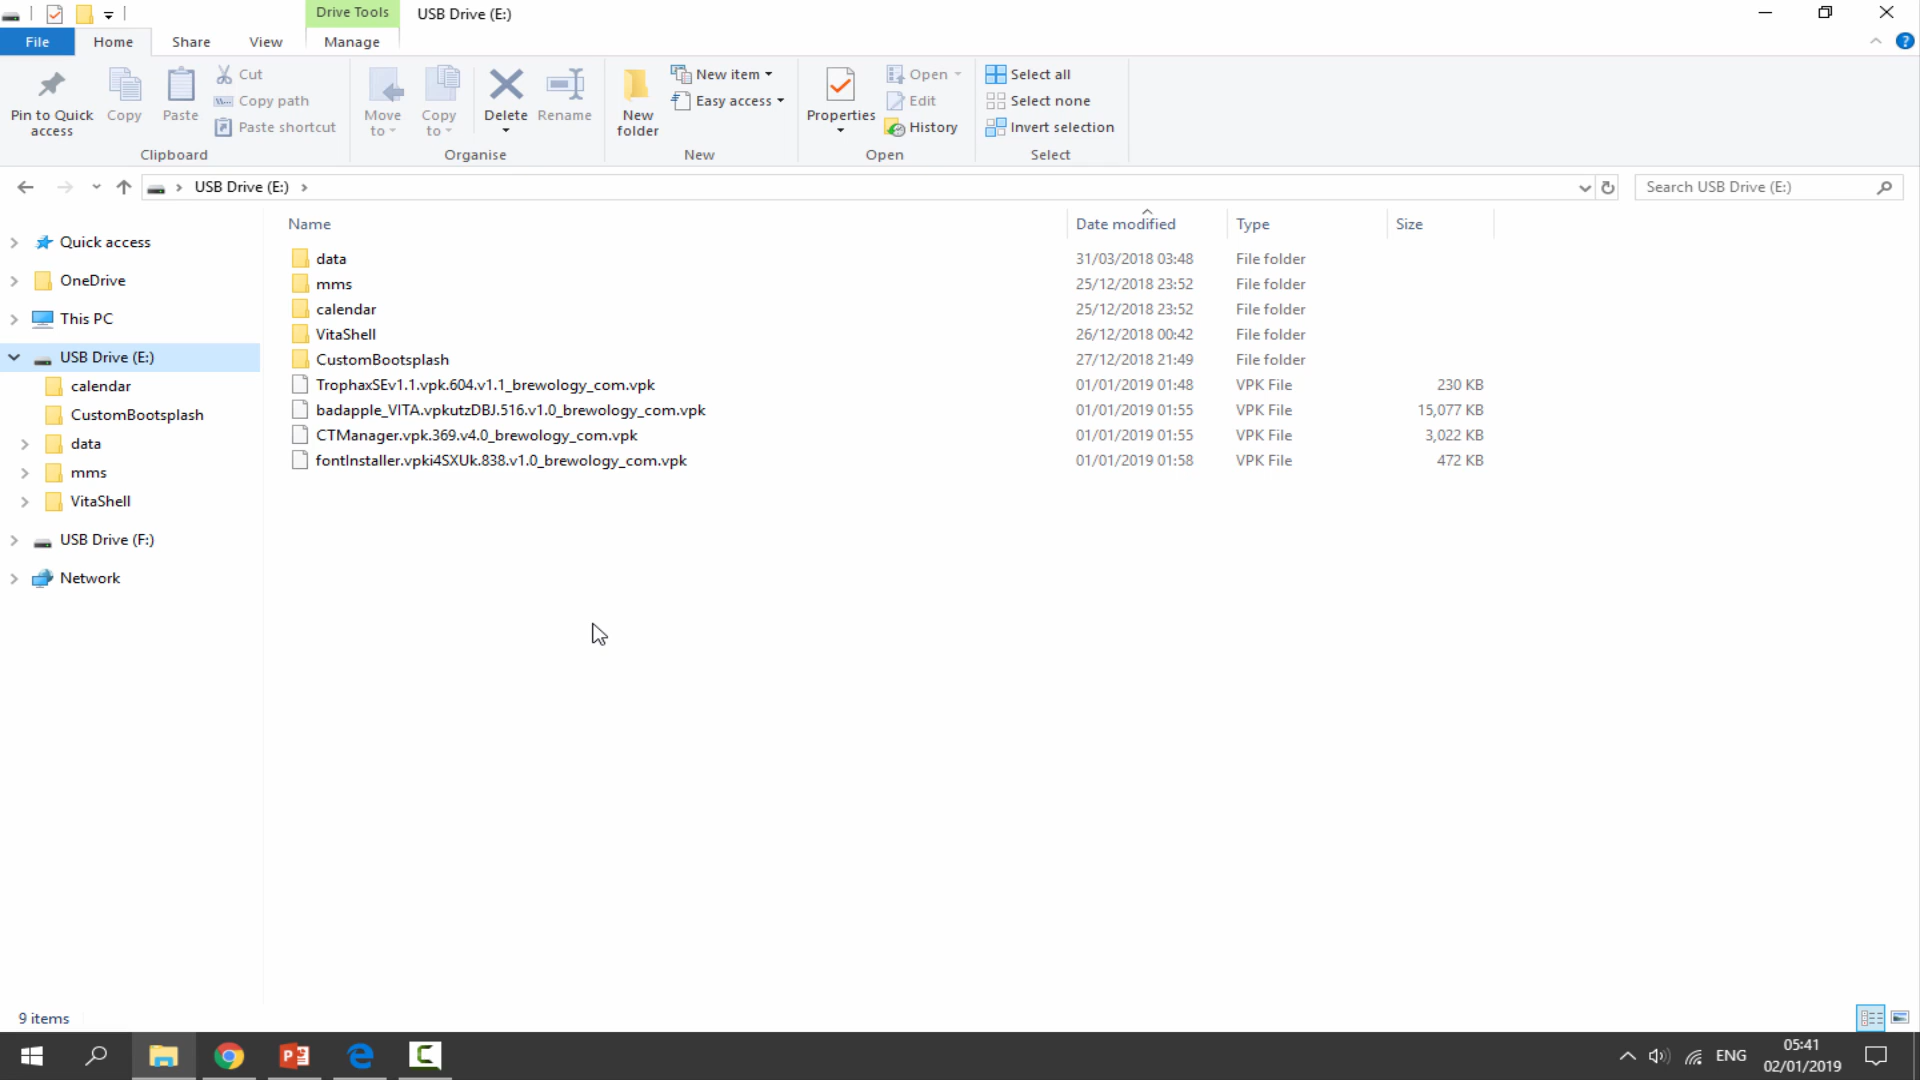 Drive Tools
USB Drive (E:)
File
Home
Share
View
Manage
Pin to Quick access
Copy
Paste
Cut
Copy path
Paste shortcut
Clipboard
Move to
Copy to
Delete
Rename
Organise
New folder
New item
Easy access
New
Properties
Open
Edit
History
Open
Select all
Select none
Invert selection
Select
USB Drive (E:)
Search USB Drive (E:)
Name
Date modified
Type
Size
Quick access
OneDrive
This PC
USB Drive (E:)
calendar
CustomBootsplash
data
mms
VitaShell
USB Drive (F:)
Network
data 31/03/2018 03:48 File folder
mms 25/12/2018 23:52 File folder
calendar 25/12/2018 23:52 File folder
VitaShell 26/12/2018 00:42 File folder
CustomBootsplash 27/12/2018 21:49 File folder
TrophaxSEv1.1.vpk.604.v1.1_brewology_com.vpk 01/01/2019 01:48 VPK File 230 KB
badapple_VITA.vpkutzDBJ.516.v1.0_brewology_com.vpk 01/01/2019 01:55 VPK File 15,077 KB
CTManager.vpk.369.v4.0_brewology_com.vpk 01/01/2019 01:55 VPK File 3,022 KB
fontInstaller.vpki4SXUk.838.v1.0_brewology_com.vpk 01/01/2019 01:58 VPK File 472 KB
9 items
ENG
05:41
02/01/2019